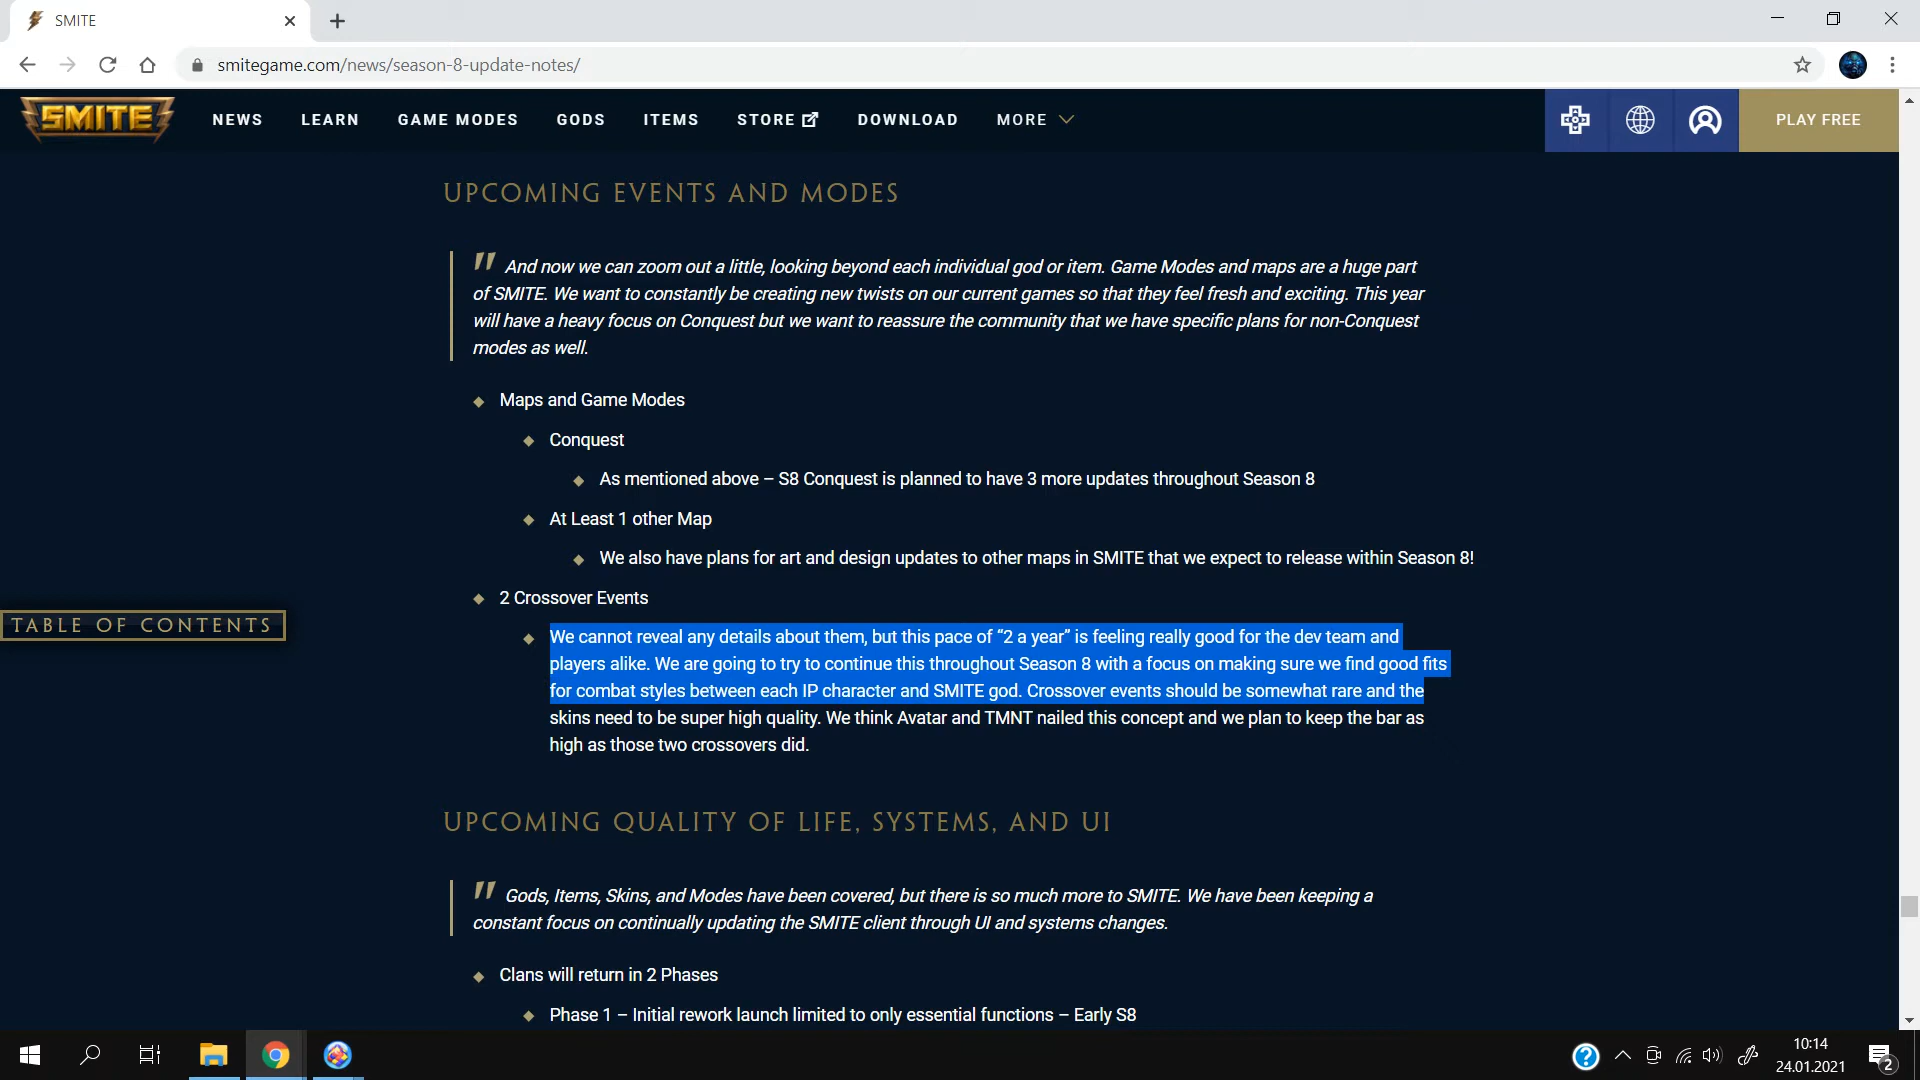 SMITE
smitegame.com/news/season-8-update-notes/
SMITE NEWS LEARN GAME MODES GODS ITEMS STORE DOWNLOAD MORE PLAY FREE
UPCOMING EVENTS AND MODES
" And now we can zoom out a little, looking beyond each individual god or item. Game Modes and maps are a huge part
of SMITE. We want to constantly be creating new twists on our current games so that they feel fresh and exciting. This year
will have a heavy focus on Conquest but we want to reassure the community that we have specific plans for non-Conquest
modes as well.
Maps and Game Modes
Conquest
As mentioned above – S8 Conquest is planned to have 3 more updates throughout Season 8
At Least 1 other Map
We also have plans for art and design updates to other maps in SMITE that we expect to release within Season 8!
2 Crossover Events
TABLE OF CONTENTS
We cannot reveal any details about them, but this pace of “2 a year” is feeling really good for the dev team and
players alike. We are going to try to continue this throughout Season 8 with a focus on making sure we find good fits
for combat styles between each IP character and SMITE god. Crossover events should be somewhat rare and the
skins need to be super high quality. We think Avatar and TMNT nailed this concept and we plan to keep the bar as
high as those two crossovers did.
UPCOMING QUALITY OF LIFE, SYSTEMS, AND UI
" Gods, Items, Skins, and Modes have been covered, but there is so much more to SMITE. We have been keeping a
constant focus on continually updating the SMITE client through UI and systems changes.
Clans will return in 2 Phases
Phase 1 – Initial rework launch limited to only essential functions – Early S8
10:14
24.01.2021
2